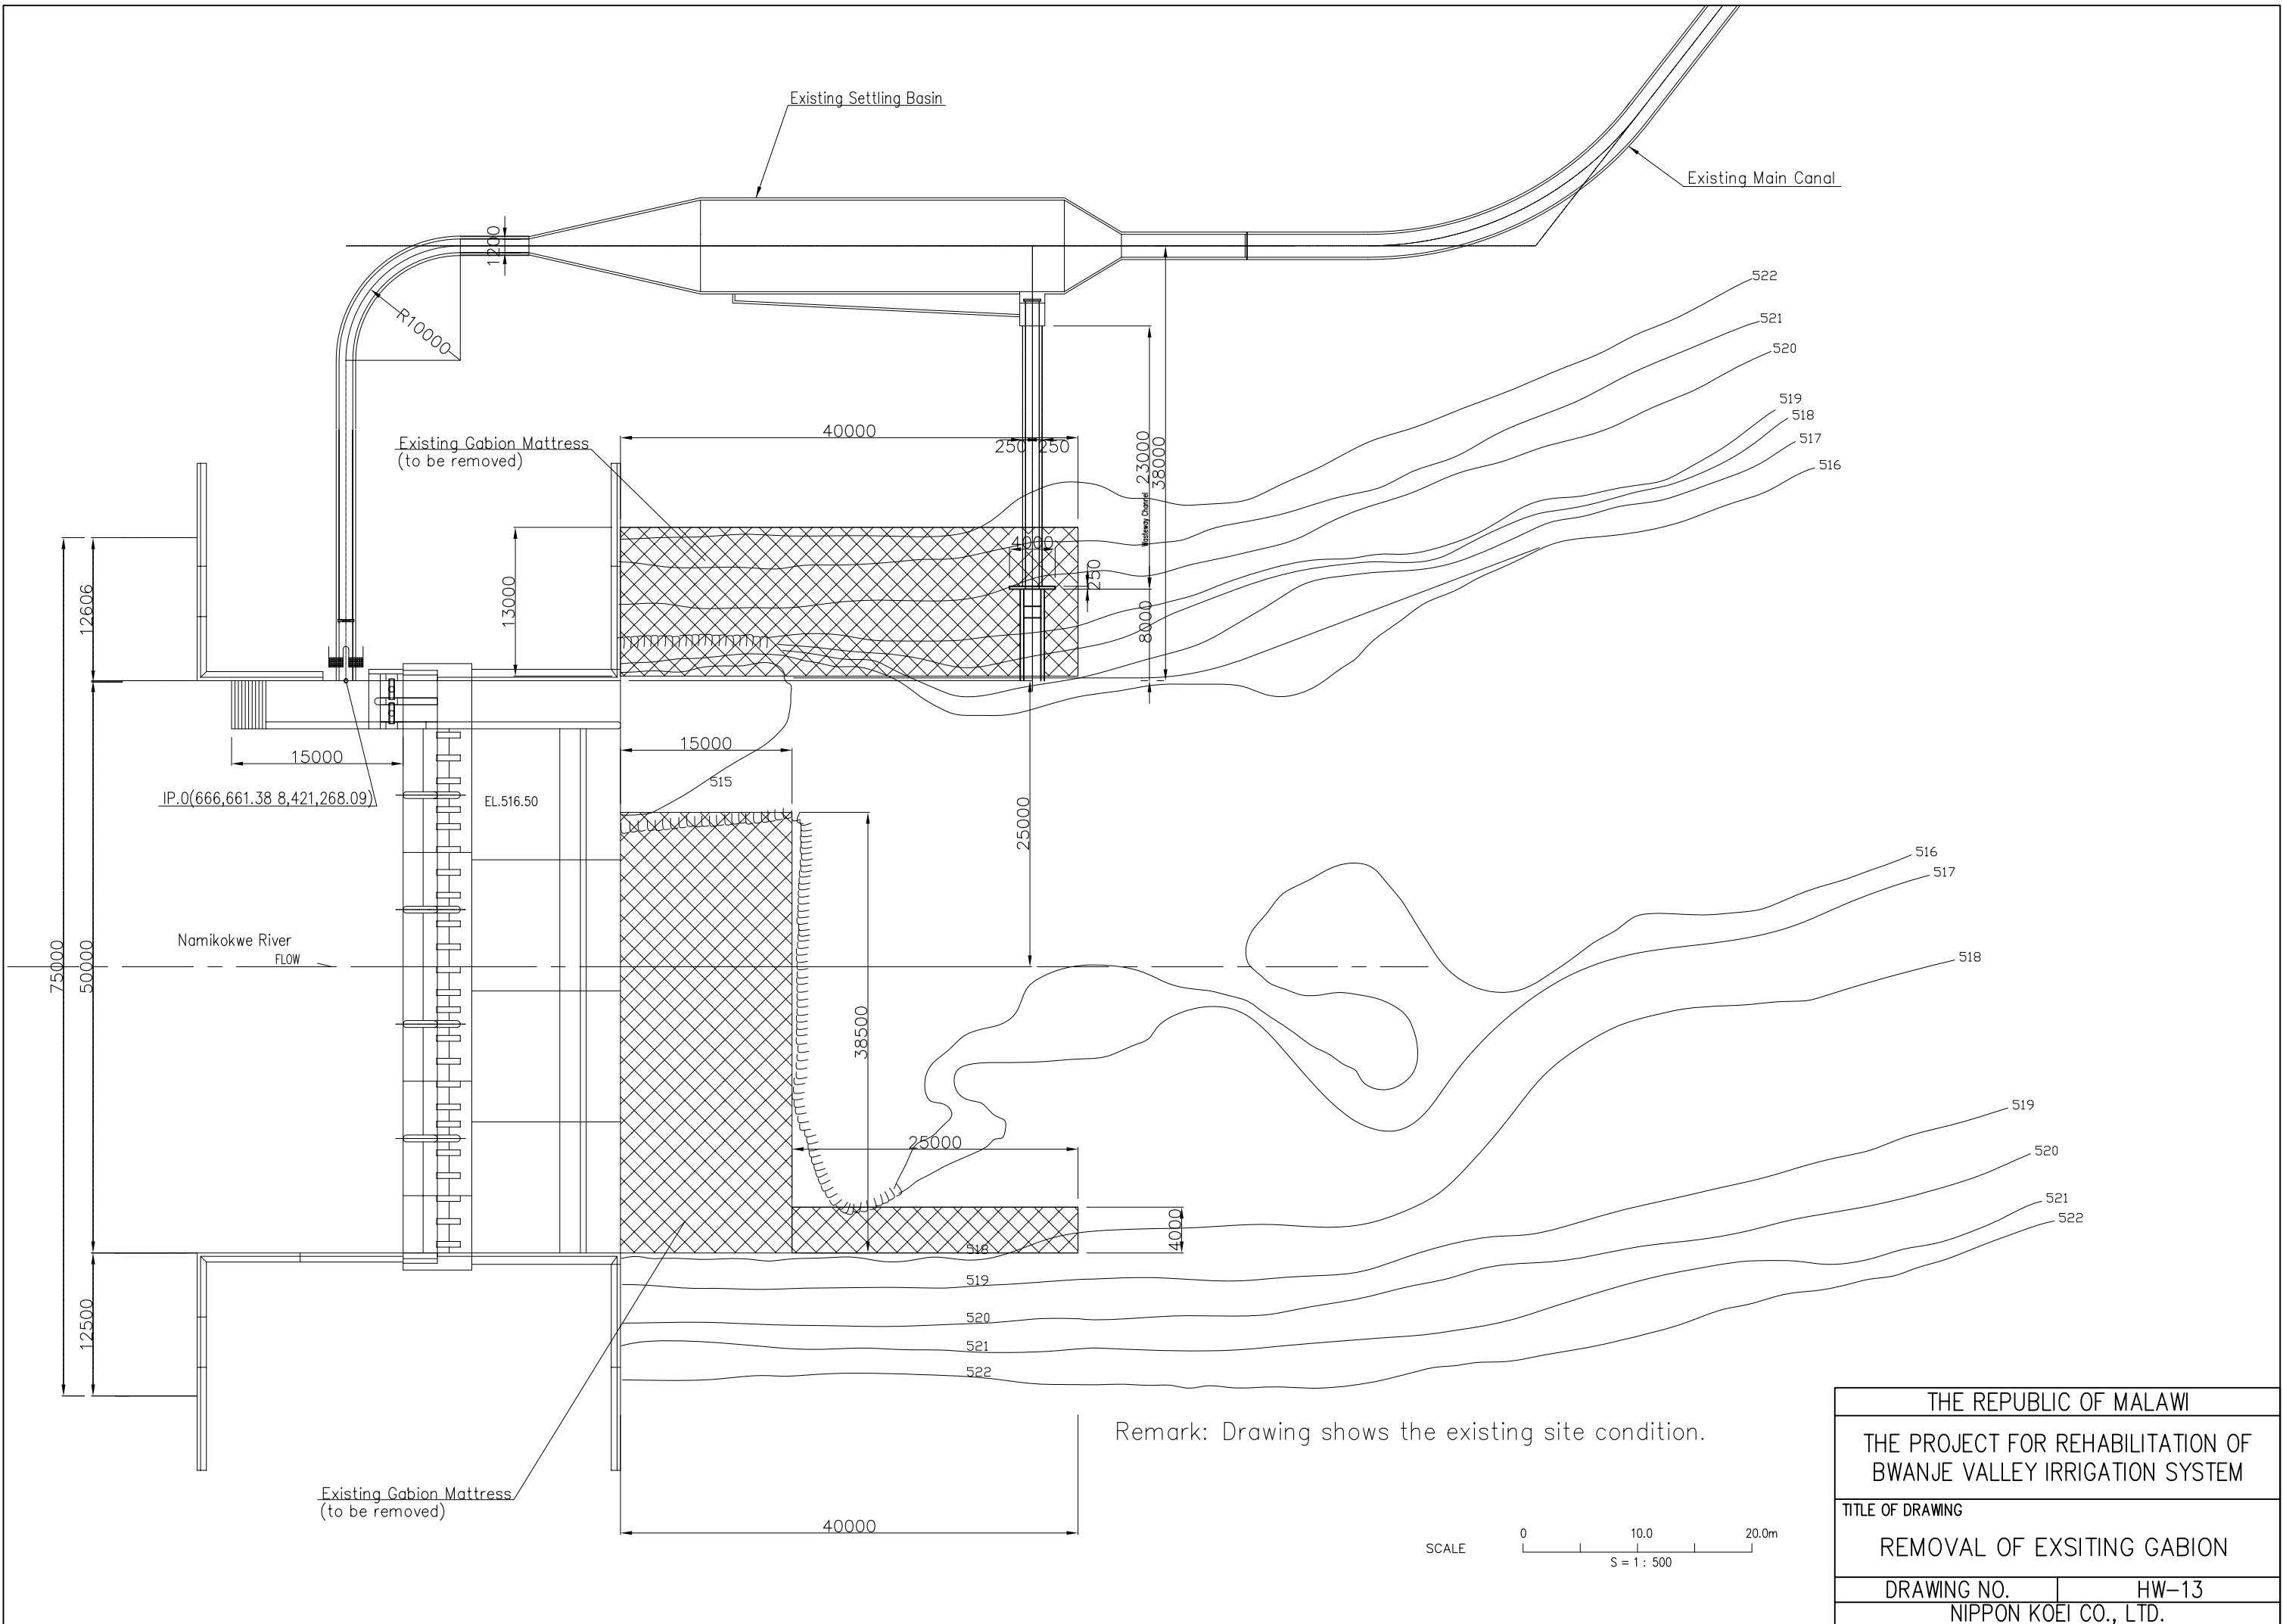 Existing Settling Basin
Existing Main Canal
1200
R10000
522
521
520
519
518
517
516
Existing Gabion Mattress
(to be removed)
40000
250
250
23000
38000
Wasteway Channel
4000
250
8000
13000
12606
75000
50000
12500
15000
15000
515
IP.0(666,661.38 8,421,268.09)
EL.516.50
25000
Namikokwe River
FLOW
38500
516
517
518
519
520
521
522
25000
4000
518
519
520
521
522
Existing Gabion Mattress
(to be removed)
40000
Remark: Drawing shows the existing site condition.
SCALE
0 10.0 20.0m
S = 1 : 500
THE REPUBLIC OF MALAWI
THE PROJECT FOR REHABILITATION OF
BWANJE VALLEY IRRIGATION SYSTEM
TITLE OF DRAWING
REMOVAL OF EXSITING GABION
DRAWING NO. HW-13
NIPPON KOEI CO., LTD.